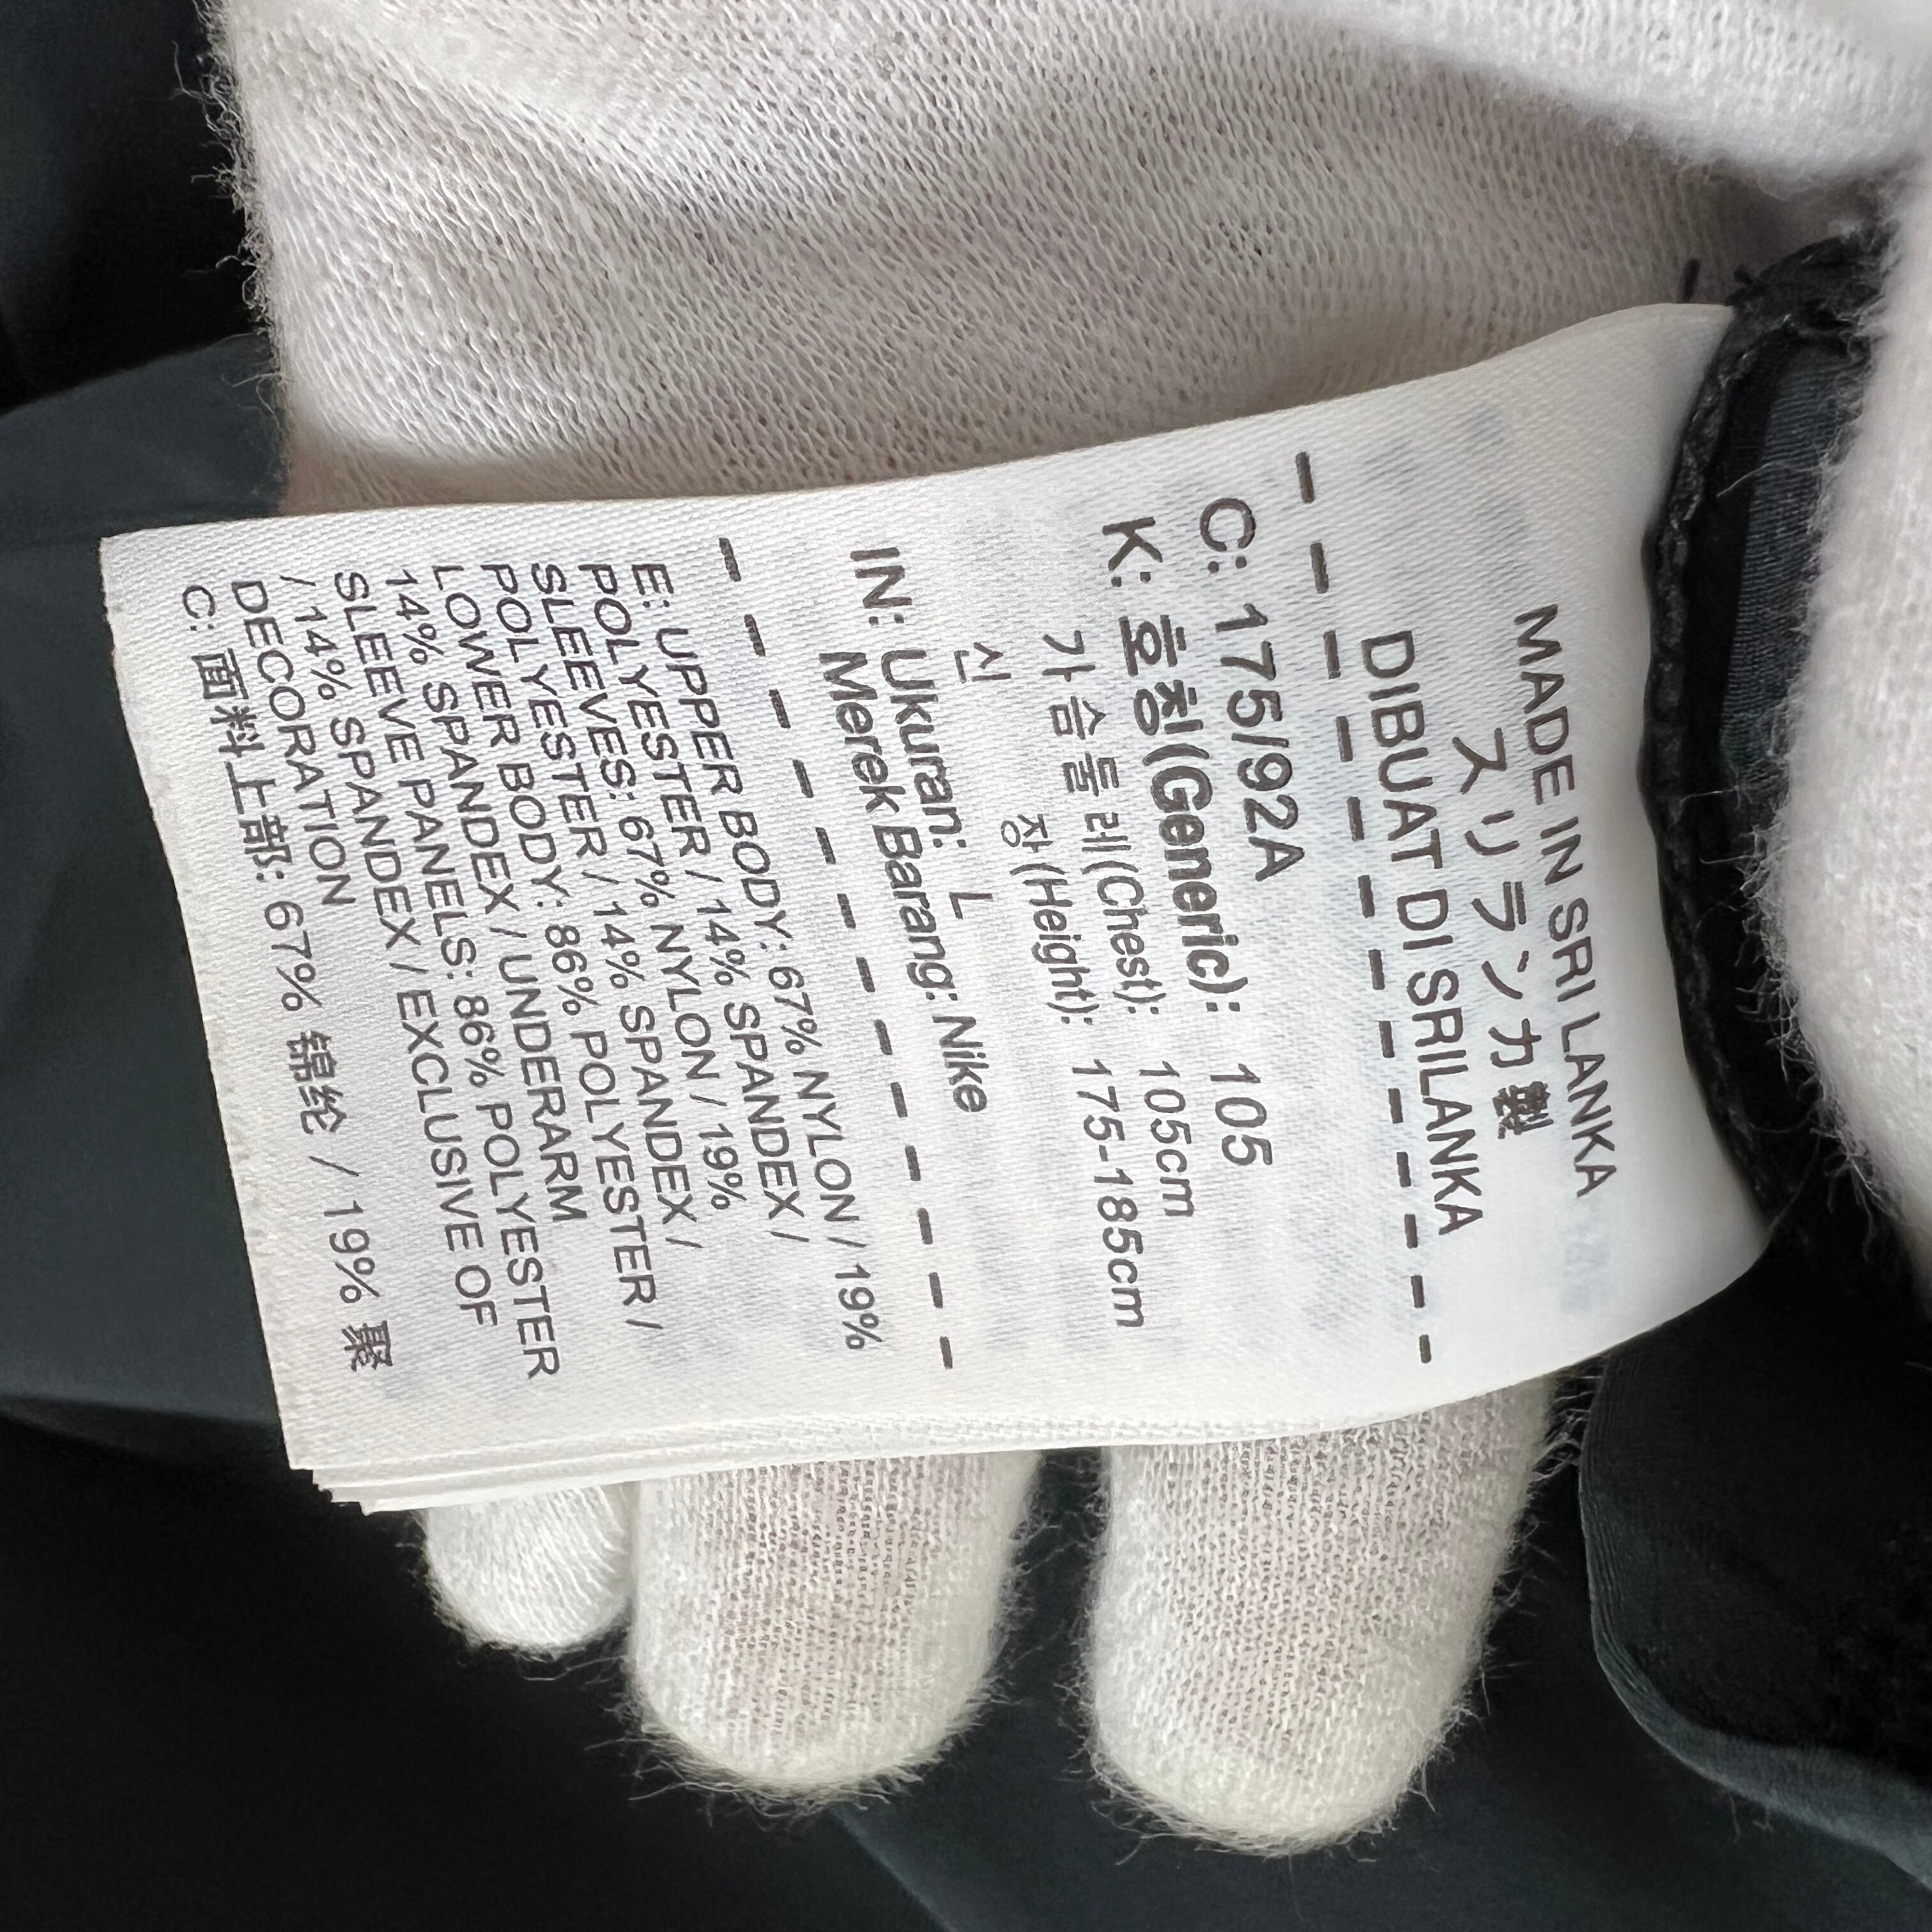 MADE IN SRI LANKA
スリランカ製
DIBUAT DI SRILANKA
C: 175/92A
K: 호칭(Generic): 105
가슴둘레(Chest): 105cm
신 장(Height): 175-185cm
IN: Ukuran: L
Merek Barang: Nike
E: UPPER BODY: 67% NYLON / 19%
POLYESTER / 14% SPANDEX /
SLEEVES: 67% NYLON / 19%
POLYESTER / 14% SPANDEX /
LOWER BODY: 86% POLYESTER /
14% SPANDEX / UNDERARM
SLEEVE PANELS: 86% POLYESTER
/ 14% SPANDEX / EXCLUSIVE OF
DECORATION
C: 面料上部: 67% 锦纶 / 19% 聚